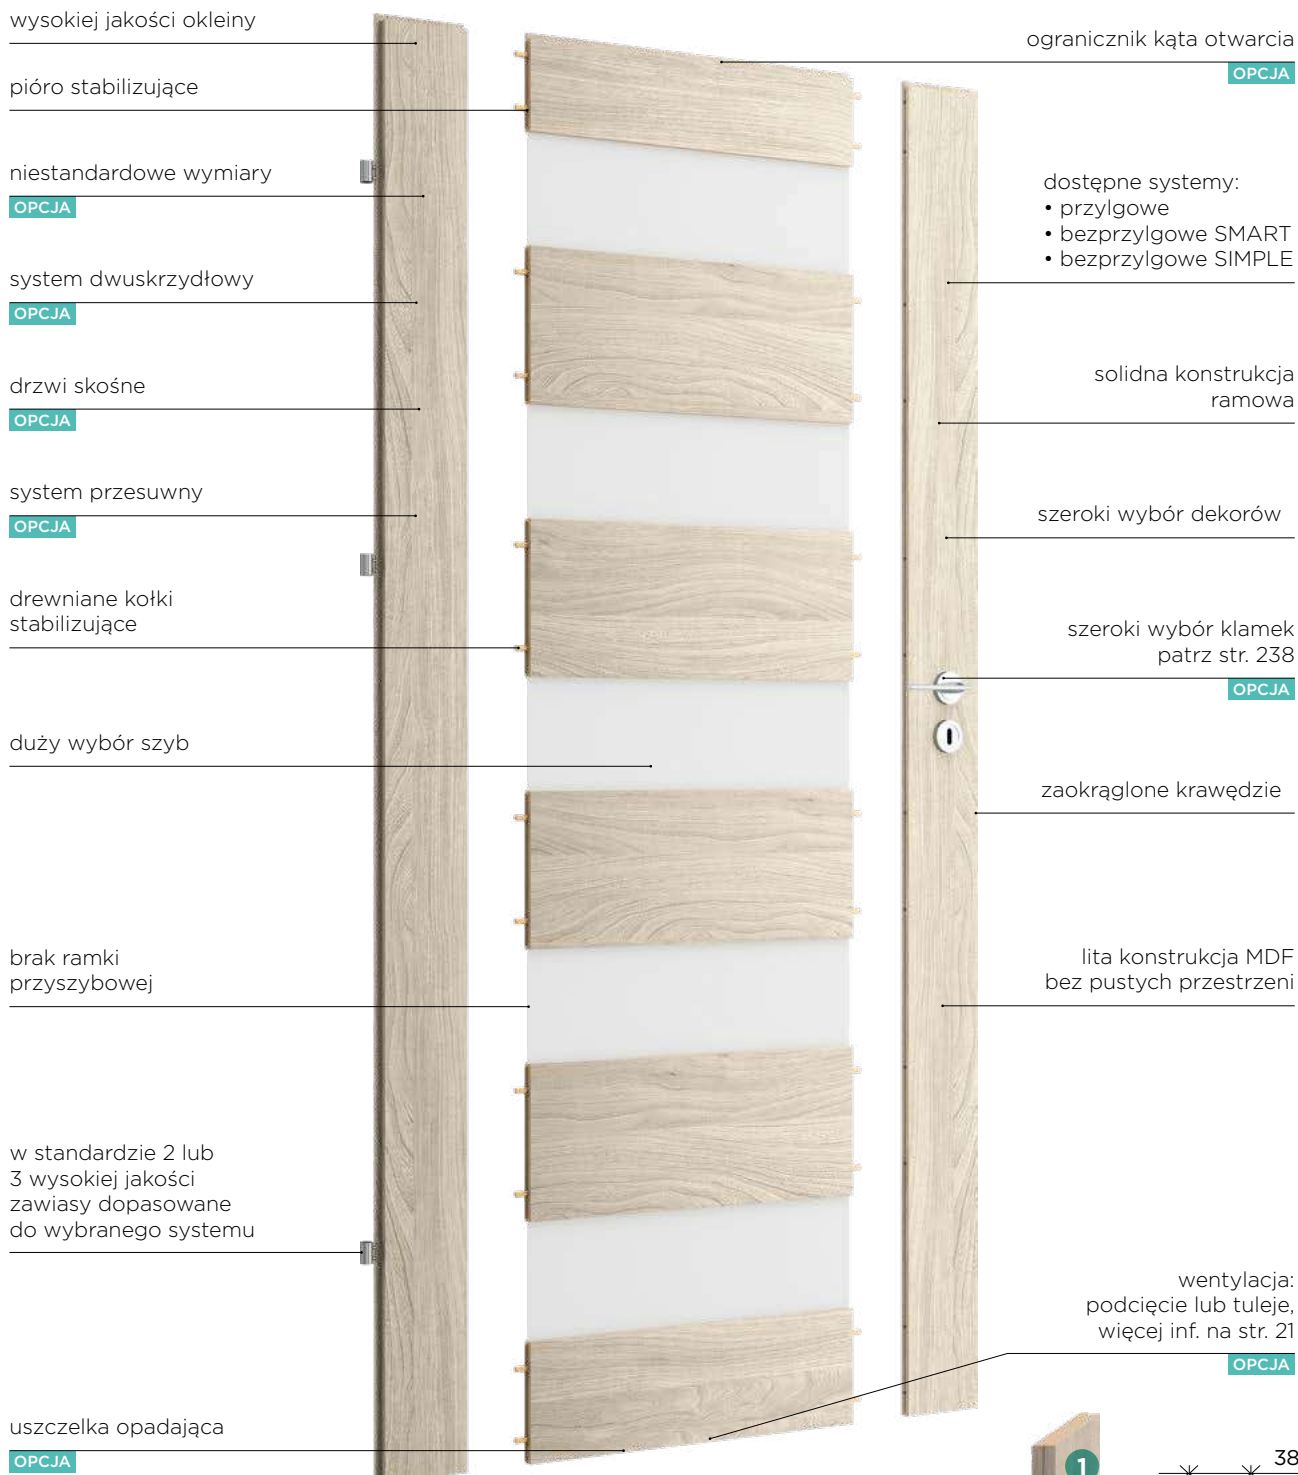 wysokiej jakości okleiny
pióro stabilizujące
niestandardowe wymiary
OPCJA
system dwuskrzydłowy
OPCJA
drzwi skośne
OPCJA
system przesuwny
OPCJA
drewniane kołki
stabilizujące
duży wybór szyb
brak ramki
przyszybowej
w standardzie 2 lub
3 wysokiej jakości
zawiasy dopasowane
do wybranego systemu
uszczelka opadająca
OPCJA
ogranicznik kąta otwarcia
OPCJA
dostępne systemy:
• przylgowe
• bezprzylgowe SMART
• bezprzylgowe SIMPLE
solidna konstrukcja
ramowa
szeroki wybór dekorów
szeroki wybór klamek
patrz str. 238
OPCJA
zaokrąglone krawędzie
lita konstrukcja MDF
bez pustych przestrzeni
wentylacja:
podcięcie lub tuleje,
więcej inf. na str. 21
OPCJA
1
38